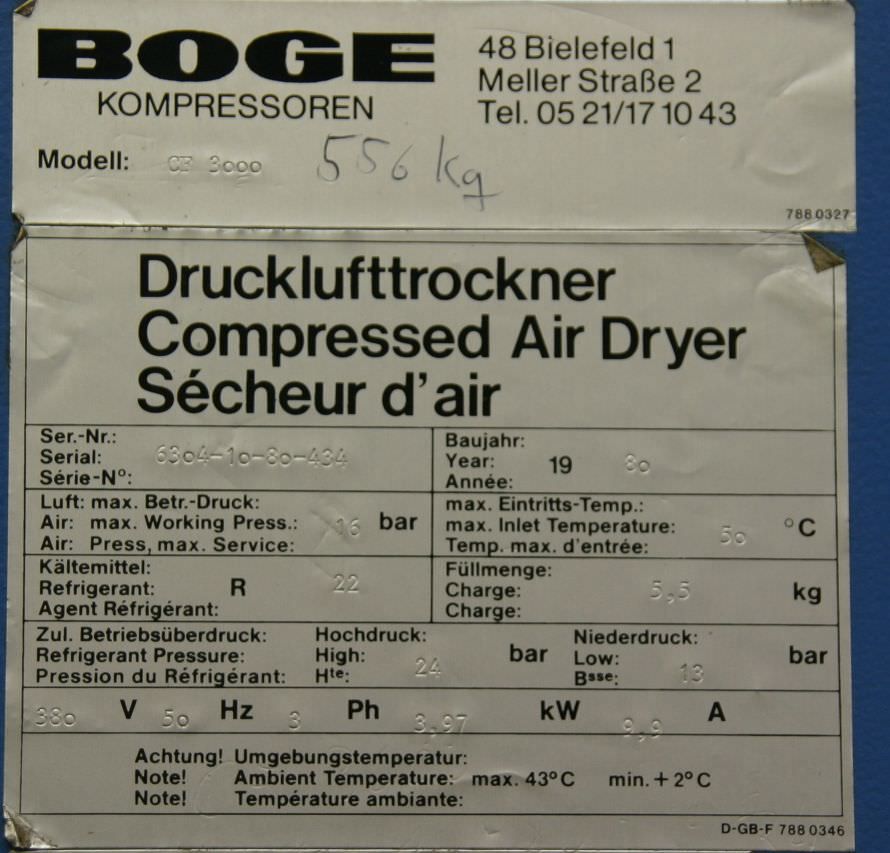 BOGE
KOMPRESSOREN
48 Bielefeld 1
Meller Straße 2
Tel. 05 21/17 10 43
Modell: CF 3000 556 kg
788 0327
Drucklufttrockner
Compressed Air Dryer
Sécheur d'air
Ser.-Nr.:
Serial: 6304-10-80-434
Série-N°:
Baujahr:
Year: 19 80
Année:
Luft: max. Betr.-Druck:
Air: max. Working Press.: 16 bar
Air: Press, max. Service:
max. Eintritts-Temp.:
max. Inlet Temperature: 50 °C
Temp. max. d'entrée:
Kältemittel:
Refrigerant: R 22
Agent Réfrigérant:
Füllmenge:
Charge: 5,5 kg
Charge:
Zul. Betriebsüberdruck: Hochdruck: Niederdruck:
Refrigerant Pressure: High: 24 bar Low: 13 bar
Pression du Réfrigérant: Hte: Bsse:
380 V 50 Hz 3 Ph 3,97 kW 9,9 A
Achtung! Umgebungstemperatur:
Note! Ambient Temperature: max. 43°C min. + 2°C
Note! Température ambiante:
D-GB-F 788 0346